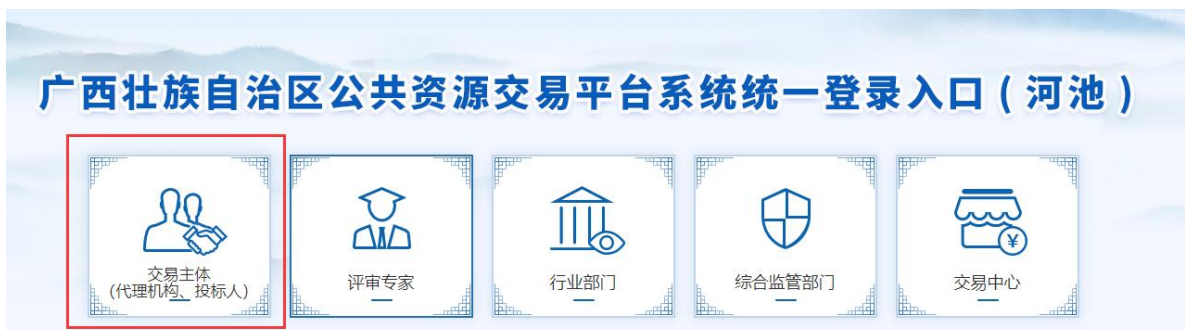 广西壮族自治区公共资源交易平台系统统一登录入口(河池)
交易主体
(代理机构、投标人)
评审专家
行业部门
综合监管部门
交易中心
¥